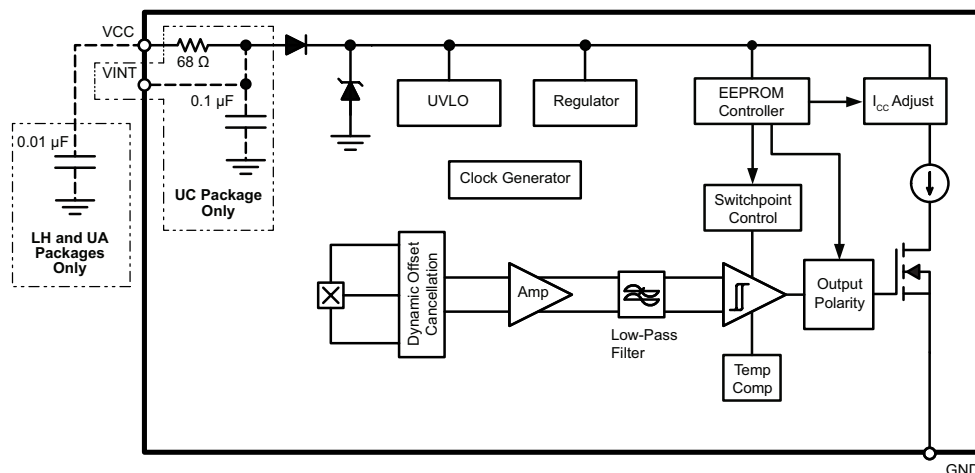 VCC
68 Ω
VINT
0.1 µF
UVLO
Regulator
EEPROM
Controller
I_CC Adjust
0.01 µF
UC Package
Only
Clock Generator
Switchpoint
Control
LH and UA
Packages
Only
Dynamic Offset
Cancellation
Amp
Low-Pass
Filter
Output
Polarity
Temp
Comp
GND